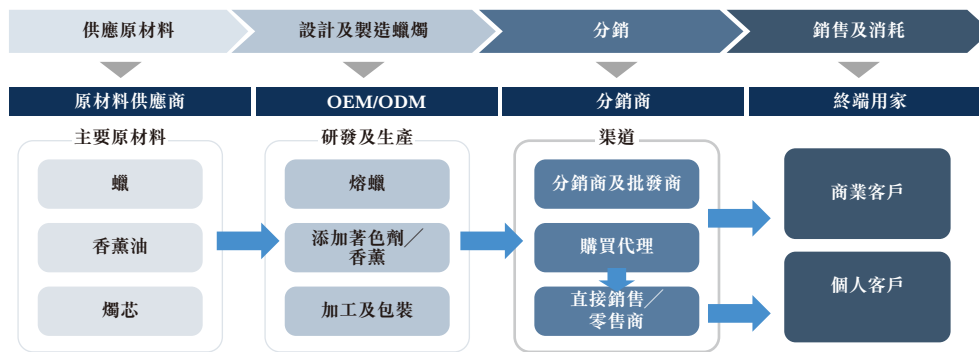 供應原材料
設計及製造蠟燭
分銷
銷售及消耗
原材料供應商
OEM/ODM
分銷商
終端用家
主要原材料
蠟
香薰油
燭芯
研發及生產
熔蠟
添加著色劑／
香薰
加工及包裝
渠道
分銷商及批發商
購買代理
直接銷售／
零售商
商業客戶
個人客戶